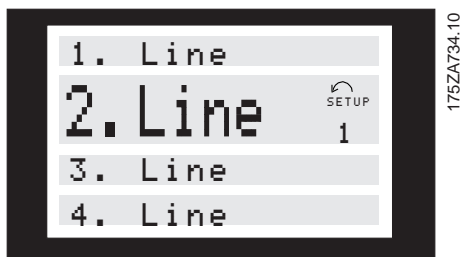 1. Line
2. Line
SETUP
1
3. Line
4. Line
175ZA734.10